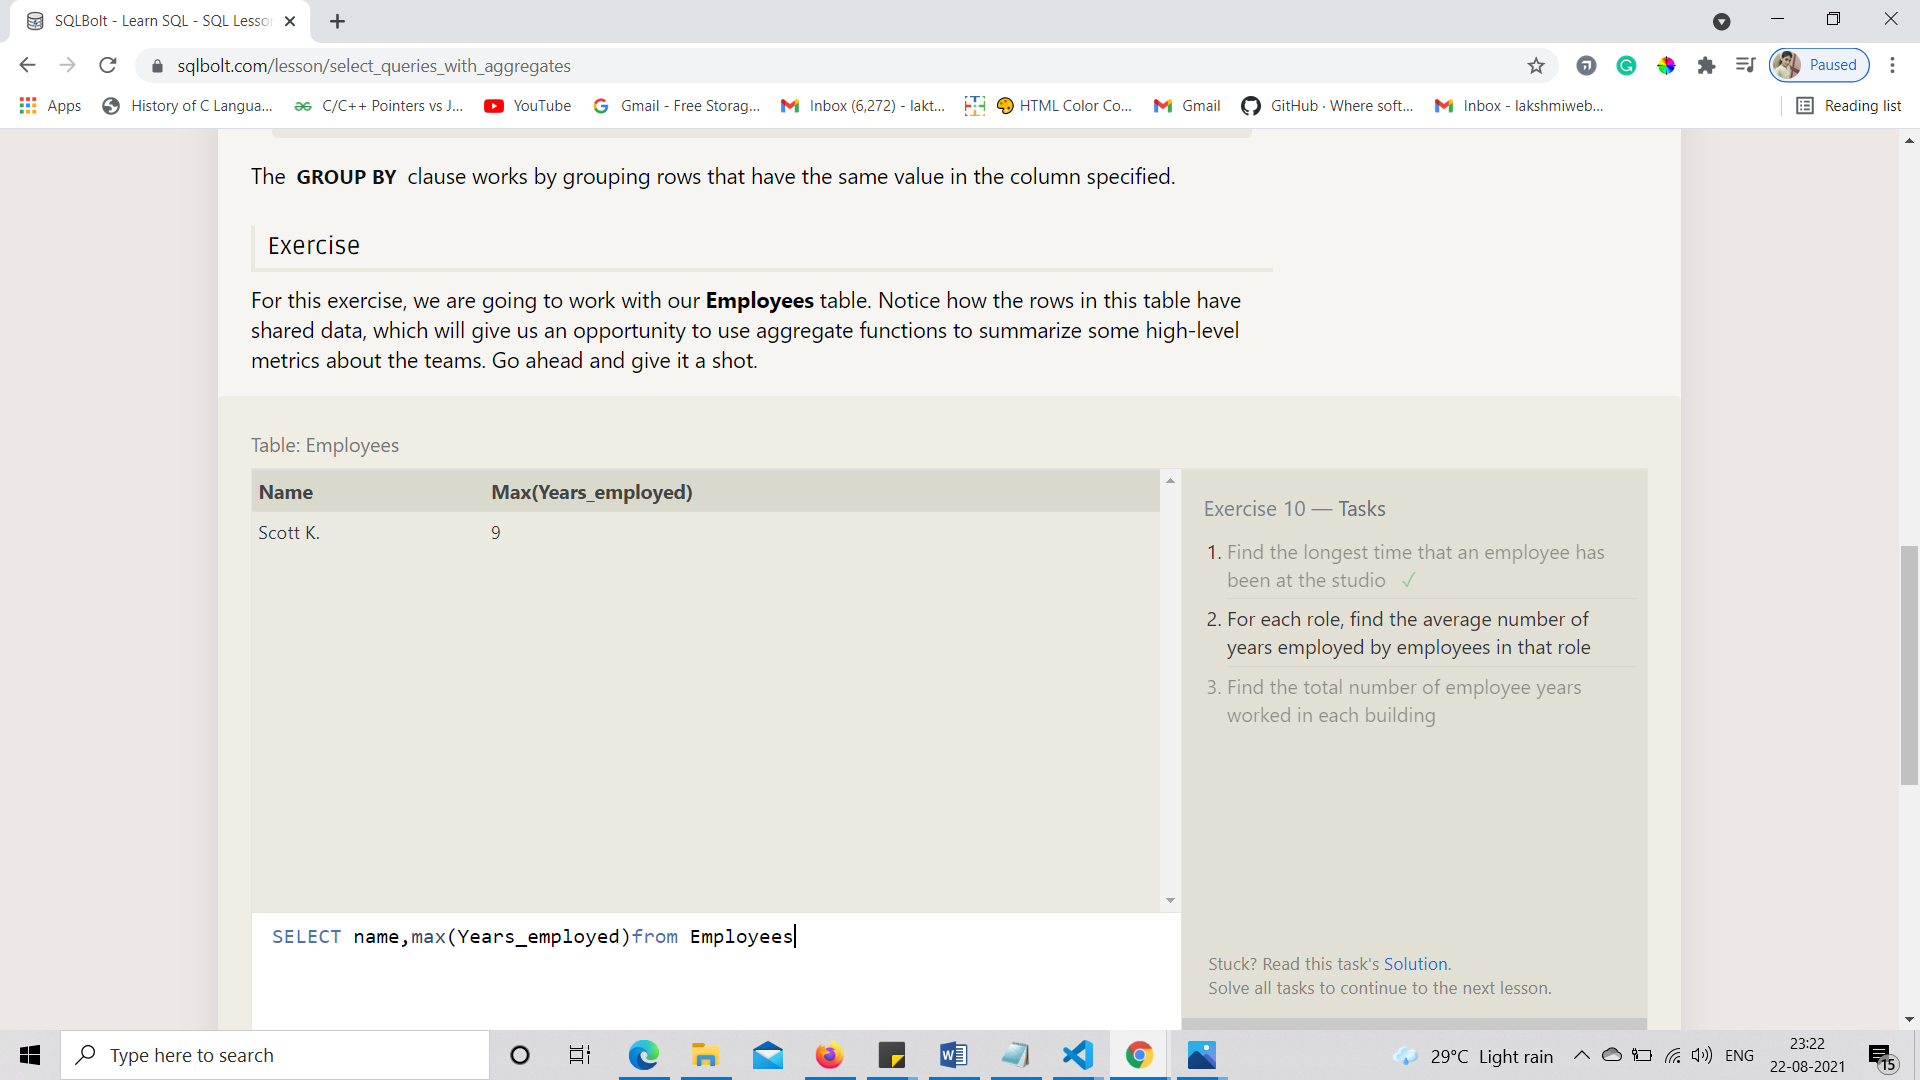 SQLBolt - Learn SQL - SQL Lesson
sqlbolt.com/lesson/select_queries_with_aggregates
Paused
Apps
History of C Langua...
C/C++ Pointers vs J...
YouTube
Gmail - Free Storag...
Inbox (6,272) - lakt...
HTML Color Co...
Gmail
GitHub · Where soft...
Inbox - lakshmiweb...
Reading list
The GROUP BY clause works by grouping rows that have the same value in the column specified.
Exercise
For this exercise, we are going to work with our Employees table. Notice how the rows in this table have
shared data, which will give us an opportunity to use aggregate functions to summarize some high-level
metrics about the teams. Go ahead and give it a shot.
Table: Employees
Name Max(Years_employed)
Scott K. 9
Exercise 10 — Tasks
1. Find the longest time that an employee has
been at the studio ✓
2. For each role, find the average number of
years employed by employees in that role
3. Find the total number of employee years
worked in each building
SELECT name,max(Years_employed)from Employees
Stuck? Read this task's Solution.
Solve all tasks to continue to the next lesson.
Type here to search
29°C Light rain
ENG
23:22
22-08-2021
15